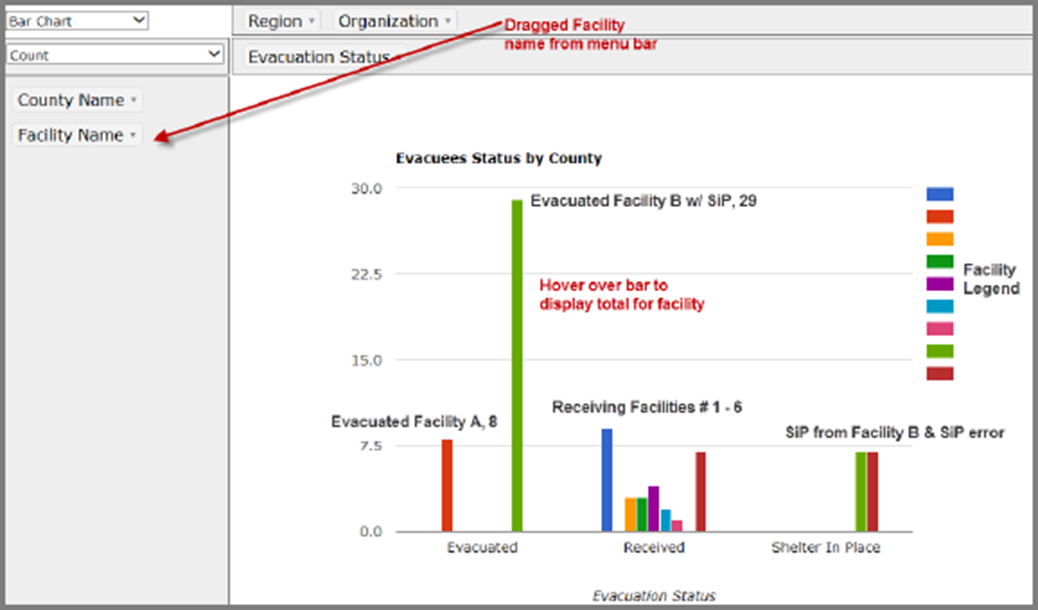 Bar Chart
Region Organization
Dragged Facility
name from menu bar
Count
Evacuation Status
County Name
Facility Name
Evacuees Status by County
30.0
Evacuated Facility B w/ SiP, 29
22.5
Hover over bar to
display total for facility
Facility
Legend
15.0
Receiving Facilities # 1 - 6
Evacuated Facility A, 8
SiP from Facility B & SiP error
7.5
0.0
Evacuated Received Shelter In Place
Evacuation Status